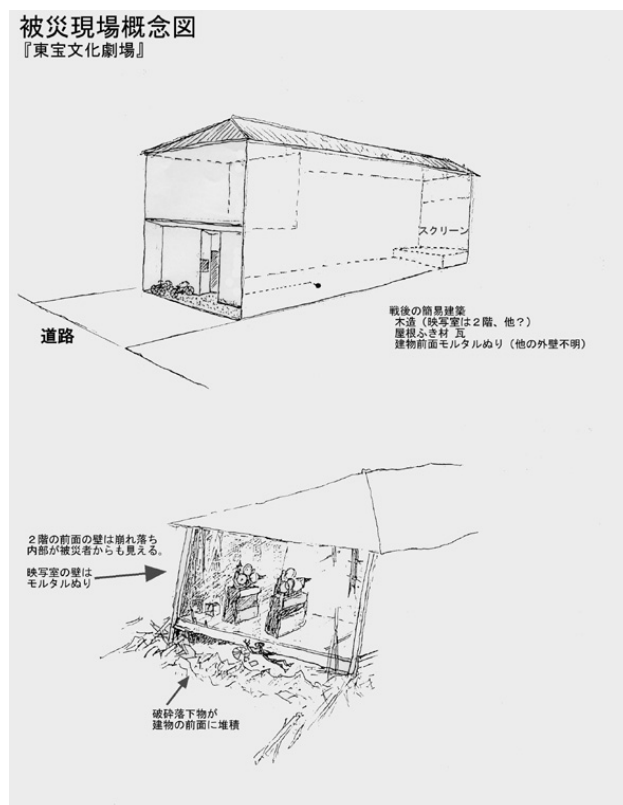 被災現場概念図
『東宝文化劇場』
スクリーン
戦後の簡易建築
木造（映写室は２階、他？）
屋根ふき材 瓦
建物前面モルタルぬり（他の外壁不明）
道路
２階の前面の壁は崩れ落ち
内部が被災者からも見える。
映写室の壁は
モルタルぬり
破砕落下物が
建物の前面に堆積